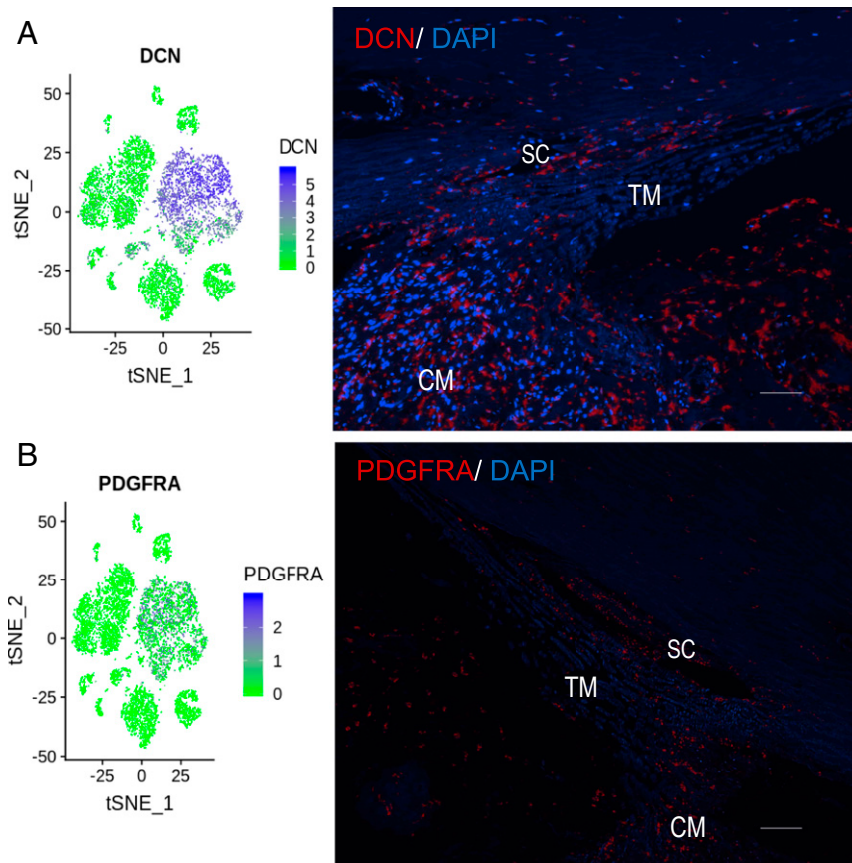 A
DCN
DCN/ DAPI
50
25
0
-25
-50
tSNE_2
-25 0 25
tSNE_1
DCN
5
4
3
2
1
0
SC
TM
CM
B
PDGFRA
PDGFRA/ DAPI
50
25
0
-25
-50
tSNE_2
-25 0 25
tSNE_1
PDGFRA
2
1
0
SC
TM
CM